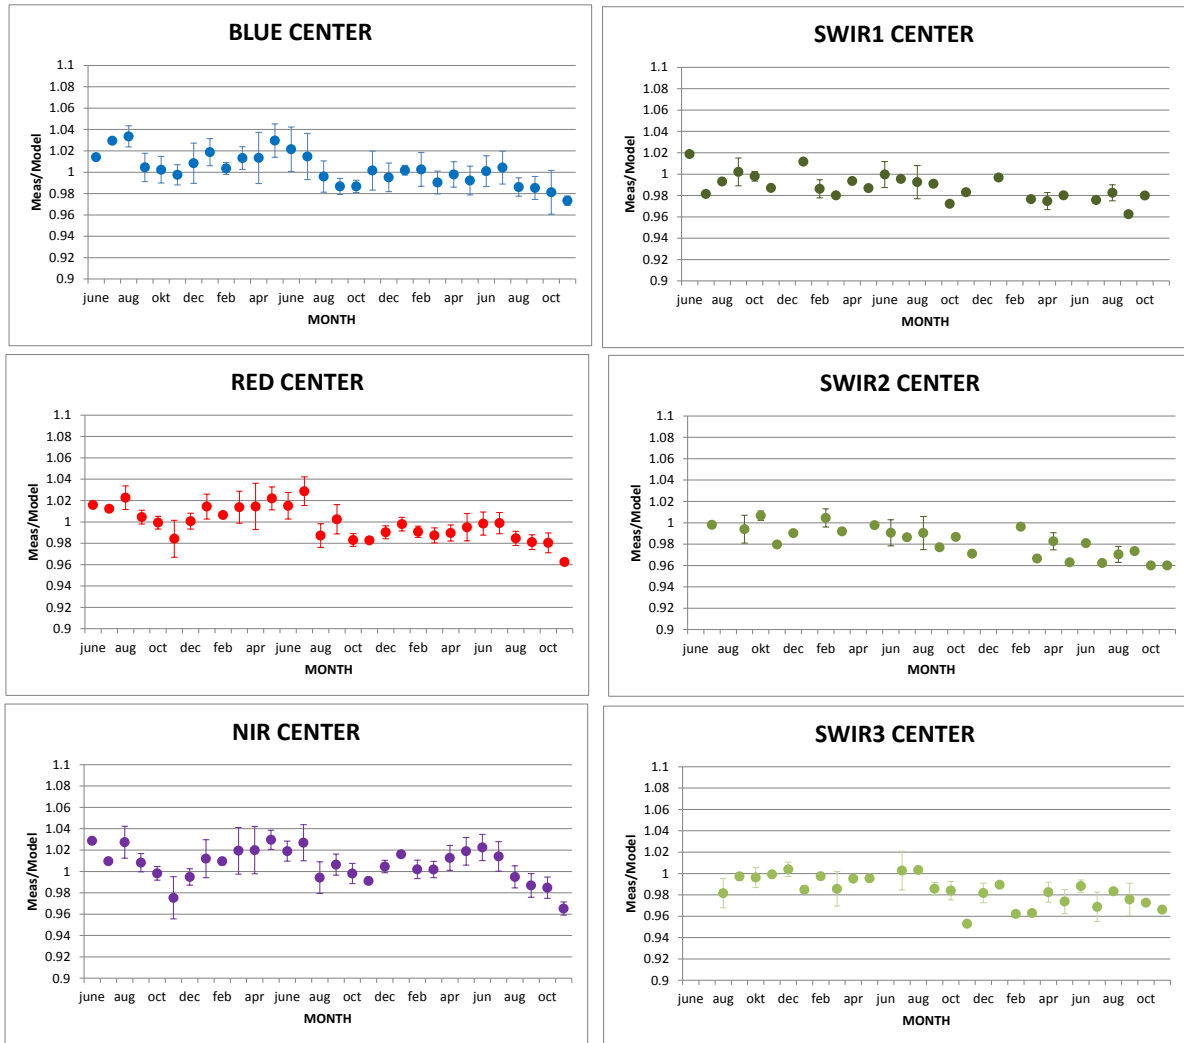 BLUE CENTER
1.1
1.08
1.06
1.04
1.02
1
0.98
0.96
0.94
0.92
0.9
Meas/Model
june aug okt dec feb apr june aug oct dec feb apr jun aug oct
MONTH
SWIR1 CENTER
1.1
1.08
1.06
1.04
1.02
1
0.98
0.96
0.94
0.92
0.9
Meas/Model
june aug oct dec feb apr june aug oct dec feb apr jun aug oct
MONTH
RED CENTER
1.1
1.08
1.06
1.04
1.02
1
0.98
0.96
0.94
0.92
0.9
Meas/Model
june aug oct dec feb apr june aug oct dec feb apr jun aug oct
MONTH
SWIR2 CENTER
1.1
1.08
1.06
1.04
1.02
1
0.98
0.96
0.94
0.92
0.9
Meas/Model
june aug okt dec feb apr june aug oct dec feb apr jun aug oct
MONTH
NIR CENTER
1.1
1.08
1.06
1.04
1.02
1
0.98
0.96
0.94
0.92
0.9
Meas/Model
june aug oct dec feb apr june aug oct dec feb apr jun aug oct
MONTH
SWIR3 CENTER
1.1
1.08
1.06
1.04
1.02
1
0.98
0.96
0.94
0.92
0.9
Meas/Model
june aug okt dec feb apr june aug oct dec feb apr jun aug oct
MONTH